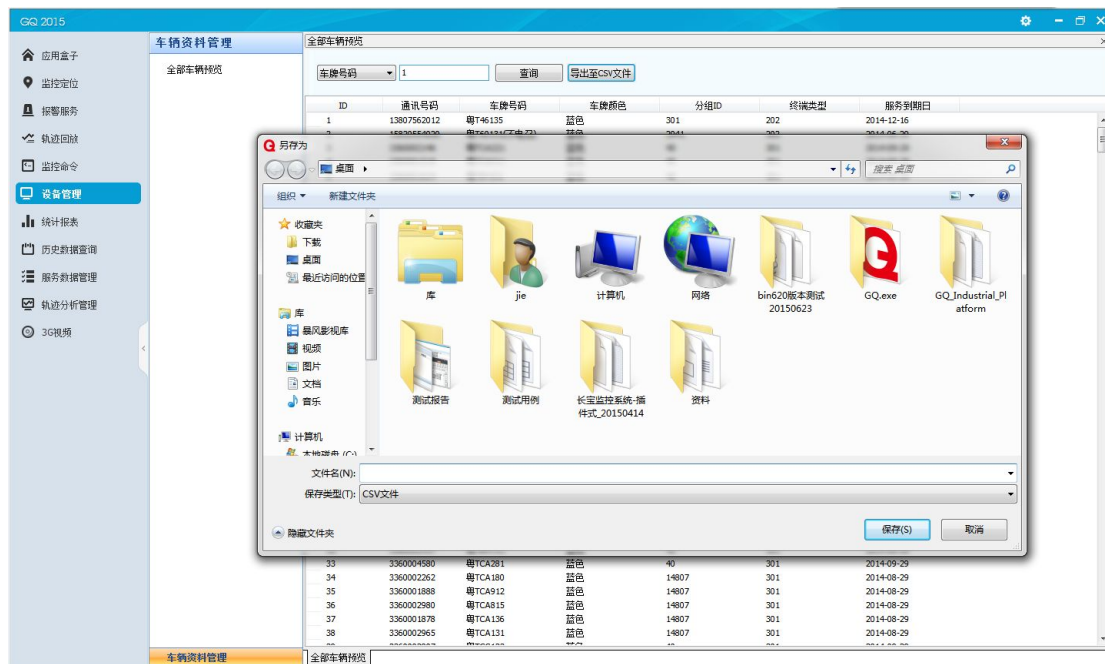 GQ 2015
应用盒子
监控定位
报警服务
轨迹回放
监控命令
设备管理
统计报表
历史数据查询
服务数据管理
轨迹分析管理
3G视频
车辆资料管理
全部车辆预览
车辆资料管理
全部车辆预览
车牌号码 1 查询 导出至CSV文件
ID 通讯号码 车牌号码 车牌颜色 分组ID 终端类型 服务到期日
1 13807562012 粤T46135 蓝色 301 202 2014-12-16
另存为
桌面
搜索 桌面
组织 新建文件夹
收藏夹
下载
桌面
最近访问的位置
库
暴风影视库
视频
图片
文档
音乐
计算机
本地磁盘 (C:)
库
jie
计算机
网络
bin620版本测试
20150623
GQ.exe
GQ_Industrial_Pl
atform
测试报告
测试用例
长宝监控系统-插
件式_20150414
资料
文件名(N):
保存类型(T): CSV文件
隐藏文件夹
保存(S) 取消
33 3360004580 粤TCA281 蓝色 40 301 2014-09-29
34 3360002262 粤TCA180 蓝色 14807 301 2014-08-29
35 3360001888 粤TCA912 蓝色 14807 301 2014-08-29
36 3360002980 粤TCA815 蓝色 14807 301 2014-08-29
37 3360001878 粤TCA136 蓝色 14807 301 2014-08-29
38 3360002965 粤TCA131 蓝色 14807 301 2014-08-29
全部车辆预览